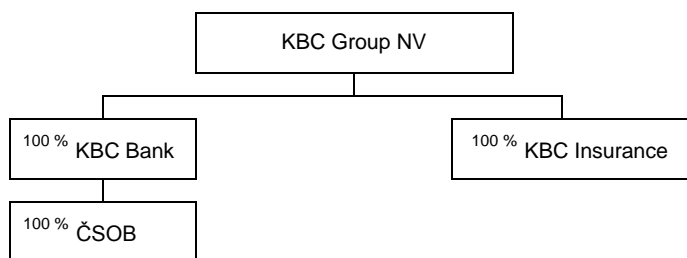 KBC Group NV
100 % KBC Bank
100 % KBC Insurance
100 % ČSOB